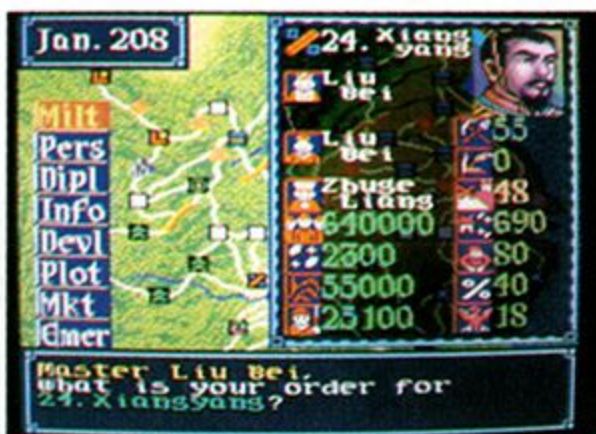 Jan. 208
Milt
Pers
Dipl
Info
Devl
Plot
Mkt
Emer
24. Xiang
yang
Liu
Bei
Liu
Bei
55
0
Zhuge
Liang
48
640000
690
2300
80
55000
%
40
23100
18
Master Liu Bei,
what is your order for
24. Xiangyang?